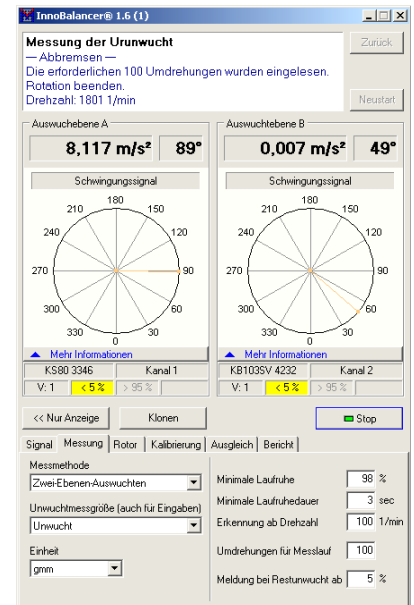 InnoBalancer® 1.6 (1)
Messung der Urunwucht
— Abbremsen —
Die erforderlichen 100 Umdrehungen wurden eingelesen.
Rotation beenden.
Drehzahl: 1801 1/min
Zurück
Neustart
Auswuchebene A
8,117 m/s² 89°
Schwingungssignal
180
210 150
240 120
270 90
300 60
330 30
0
Mehr Informationen
KS80 3346 Kanal 1
V: 1 < 5 % > 95 %
Auswuchtebene B
0,007 m/s² 49°
Schwingungssignal
180
210 150
240 120
270 90
300 60
330 30
0
Mehr Informationen
KB103SV 4232 Kanal 2
V: 1 < 5 % > 95 %
<< Nur Anzeige Klonen Stop
Signal Messung Rotor Kalibrierung Ausgleich Bericht
Messmethode
Zwei-Ebenen-Auswuchten
Unwuchtmessgröße (auch für Eingaben)
Unwucht
Einheit
gmm
Minimale Laufruhe 98 %
Minimale Laufruhedauer 3 sec
Erkennung ab Drehzahl 100 1/min
Umdrehungen für Messlauf 100
Meldung bei Restunwucht ab 5 %